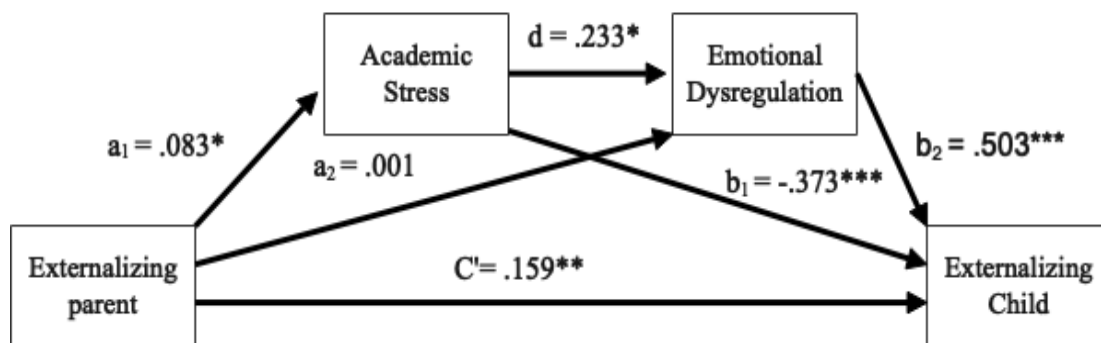 Academic
Stress
d = .233*
Emotional
Dysregulation
a₁ = .083*
a₂ = .001
b₁ = -.373***
b₂ = .503***
Externalizing
parent
C'= .159**
Externalizing
Child